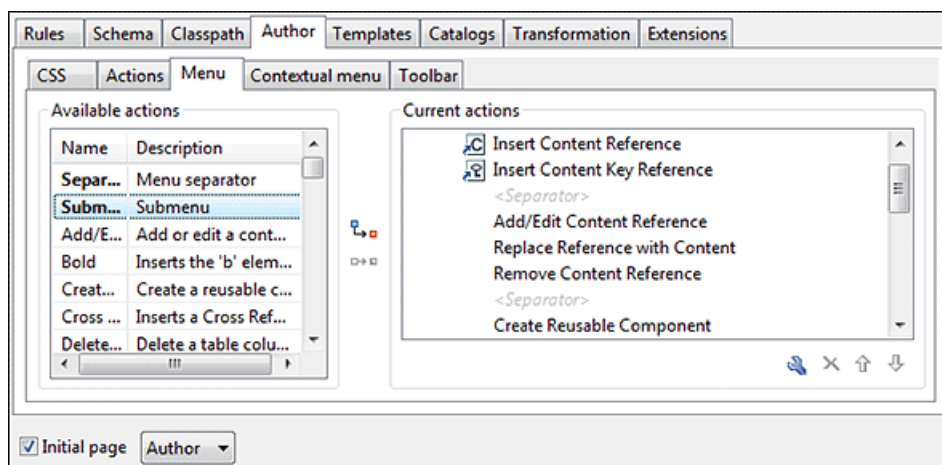 Rules Schema Classpath Author Templates Catalogs Transformation Extensions
CSS Actions Menu Contextual menu Toolbar
Available actions
Name Description
Separ... Menu separator
Subm... Submenu
Add/E... Add or edit a cont...
Bold Inserts the 'b' elem...
Creat... Create a reusable c...
Cross ... Inserts a Cross Ref...
Delete... Delete a table colu...
Current actions
Insert Content Reference
Insert Content Key Reference
<Separator>
Add/Edit Content Reference
Replace Reference with Content
Remove Content Reference
<Separator>
Create Reusable Component
Initial page Author